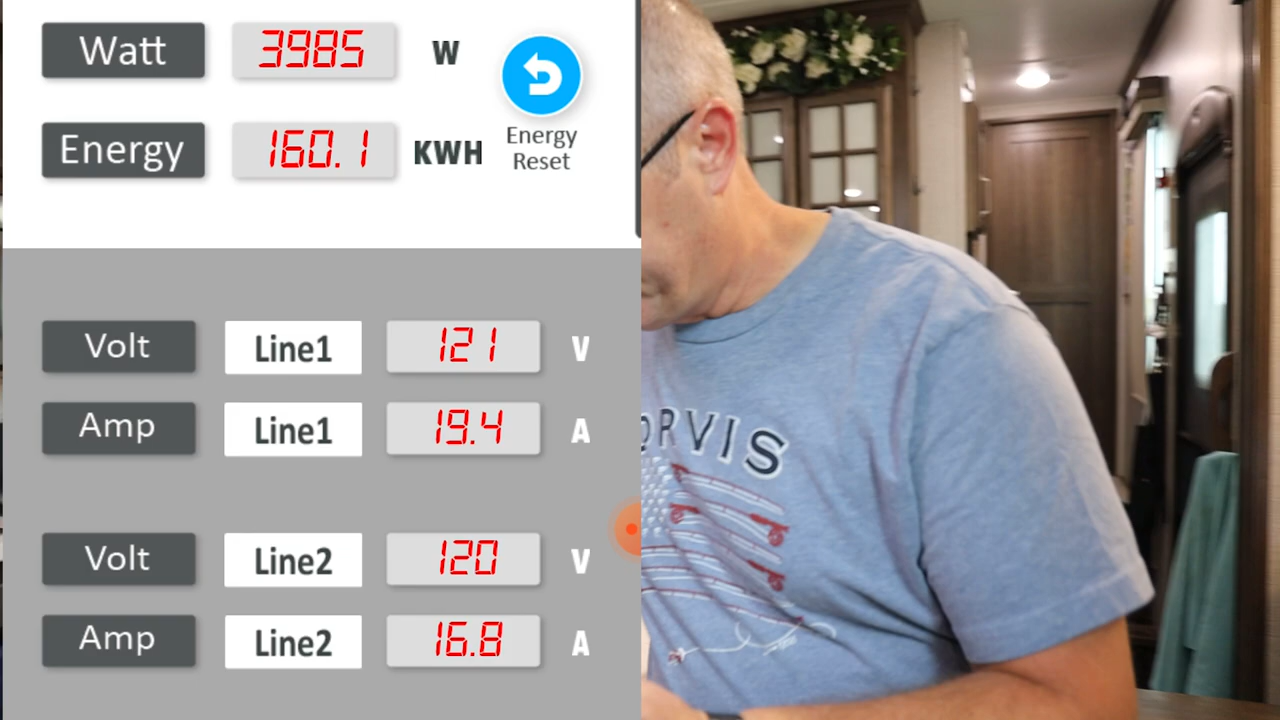 Watt 3985 W
Energy 160.1 KWH
Energy
Reset
Volt Line1 121 V
Amp Line1 19.4 A
Volt Line2 120 V
Amp Line2 16.8 A
ORVIS